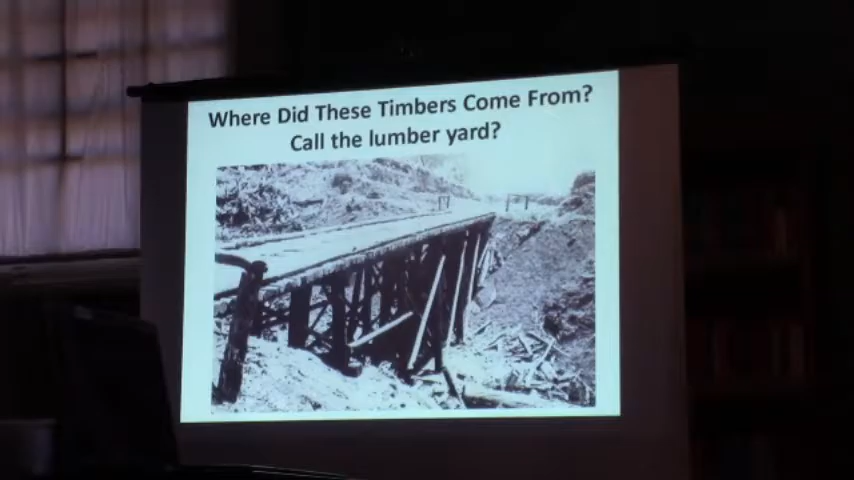 Where Did These Timbers Come From?
Call the lumber yard?